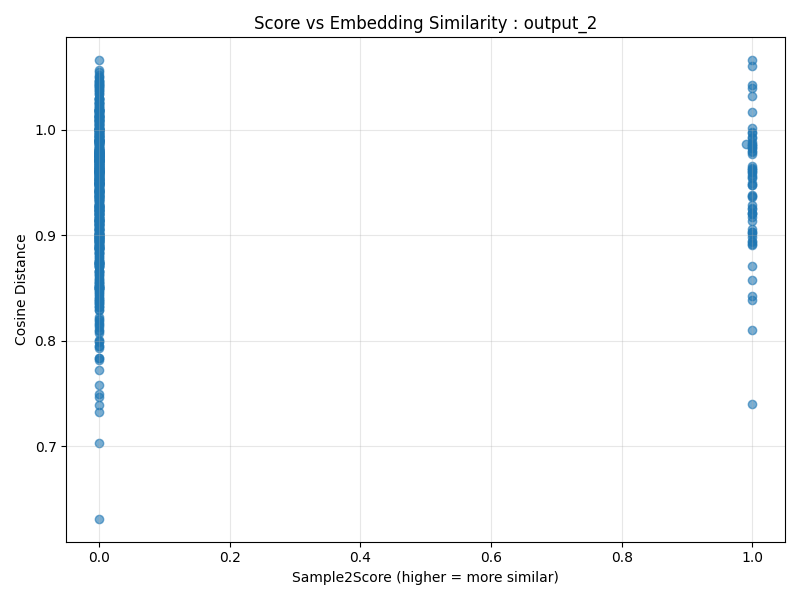 Score vs Embedding Similarity : output_2
Cosine Distance
1.0
0.9
0.8
0.7
0.0 0.2 0.4 0.6 0.8 1.0
Sample2Score (higher = more similar)